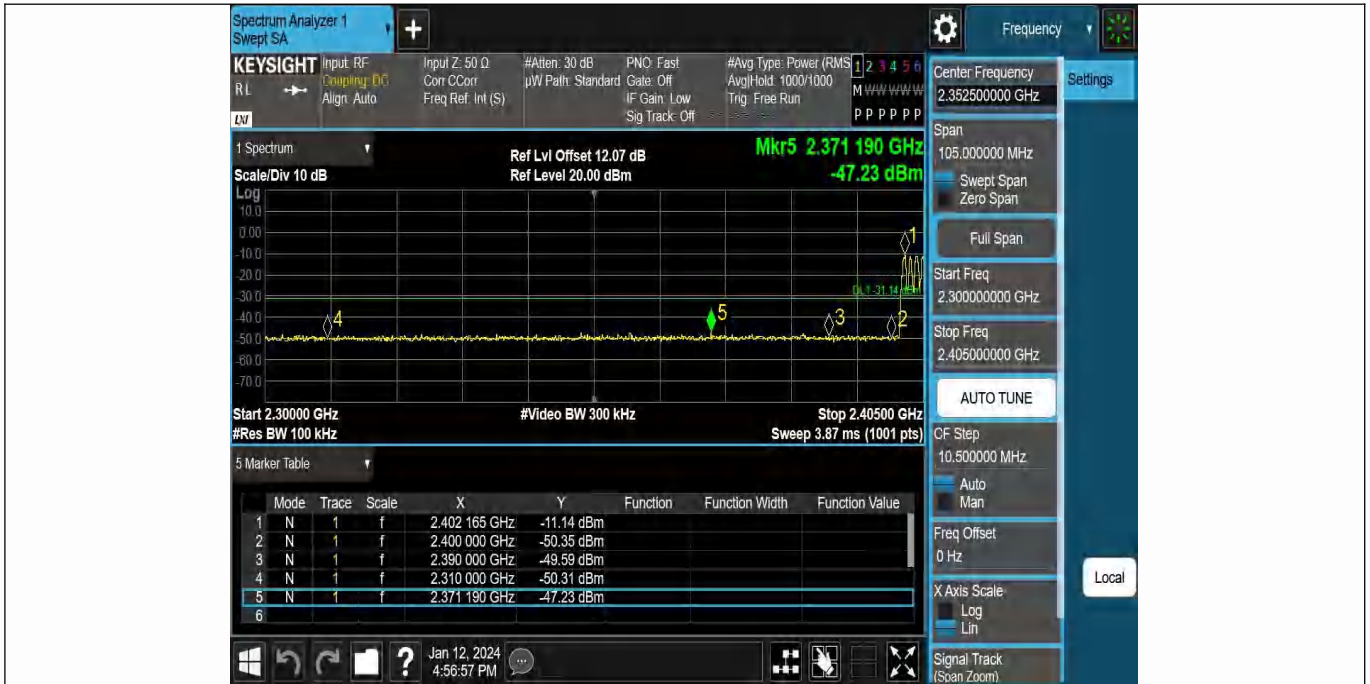 Spectrum Analyzer 1
Swept SA
+
Frequency
KEYSIGHT
RL
LXI
Input: RF
Coupling: DC
Align: Auto
Input Z: 50 Ω
Corr CCorr
Freq Ref: Int (S)
#Atten: 30 dB
µW Path: Standard
PNO: Fast
Gate: Off
IF Gain: Low
Sig Track: Off
#Avg Type: Power (RMS
Avg|Hold: 1000/1000
Trig: Free Run
1 2 3 4 5 6
M W W W W W
P P P P P P
1 Spectrum
Scale/Div 10 dB
Ref Lvl Offset 12.07 dB
Ref Level 20.00 dBm
Mkr5 2.371 190 GHz
-47.23 dBm
Log
10.0
0.00
-10.0
-20.0
-30.0
-40.0
-50.0
-60.0
-70.0
1
DL1 -31.14 dBm
4
5
3
2
Start 2.30000 GHz
#Res BW 100 kHz
#Video BW 300 kHz
Stop 2.40500 GHz
Sweep 3.87 ms (1001 pts)
5 Marker Table
Mode Trace Scale X Y Function Function Width Function Value
1 N 1 f 2.402 165 GHz -11.14 dBm
2 N 1 f 2.400 000 GHz -50.35 dBm
3 N 1 f 2.390 000 GHz -49.59 dBm
4 N 1 f 2.310 000 GHz -50.31 dBm
5 N 1 f 2.371 190 GHz -47.23 dBm
6
?
Jan 12, 2024
4:56:57 PM
Center Frequency
2.352500000 GHz
Settings
Span
105.000000 MHz
Swept Span
Zero Span
Full Span
Start Freq
2.300000000 GHz
Stop Freq
2.405000000 GHz
AUTO TUNE
CF Step
10.500000 MHz
Auto
Man
Freq Offset
0 Hz
Local
X Axis Scale
Log
Lin
Signal Track
(Span Zoom)